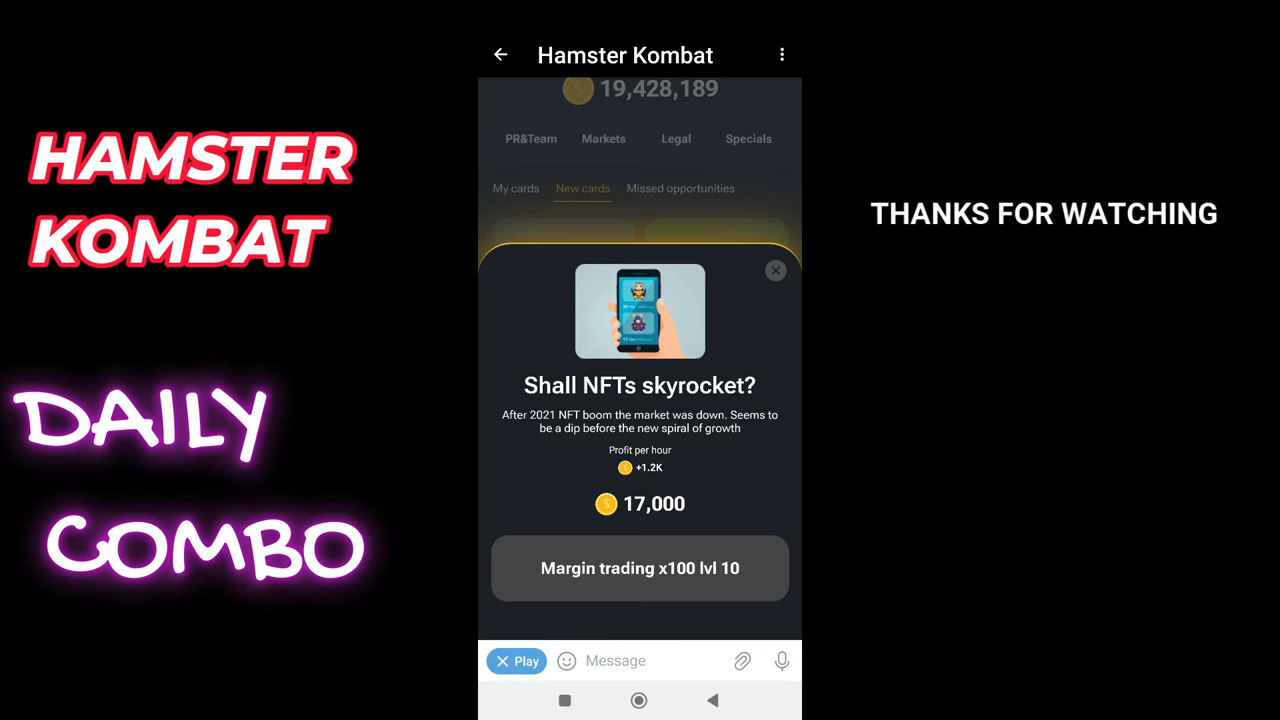 HAMSTER
KOMBAT
DAILY
COMBO
Hamster Kombat
19,428,189
PR&Team Markets Legal Specials
My cards New cards Missed opportunities
Shall NFTs skyrocket?
After 2021 NFT boom the market was down. Seems to
be a dip before the new spiral of growth
Profit per hour
+1.2K
17,000
Margin trading x100 lvl 10
Play Message
THANKS FOR WATCHING